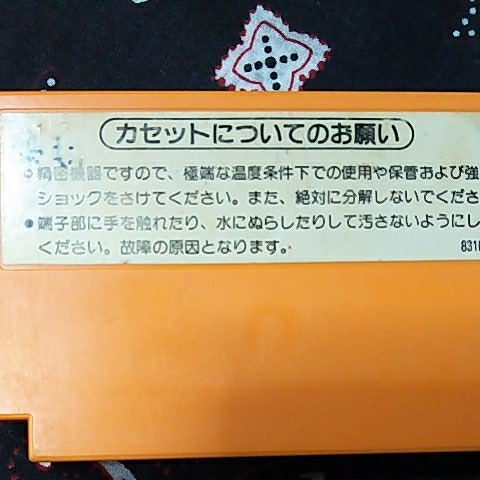 カセットについてのお願い
●精密機器ですので、極端な温度条件下での使用や保管および強
ショックをさけてください。また、絶対に分解しないでくださ
●端子部に手を触れたり、水にぬらしたりして汚さないようにし
ください。故障の原因となります。
8310